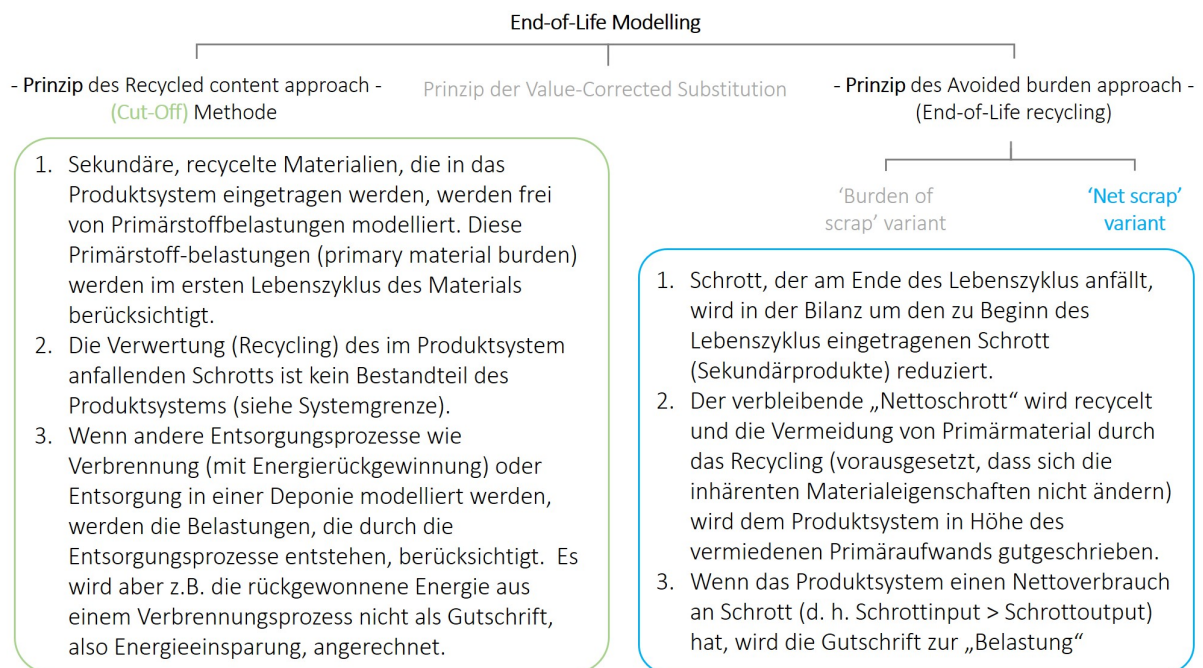 End-of-Life Modelling
- Prinzip des Recycled content approach -
(Cut-Off) Methode
Prinzip der Value-Corrected Substitution
- Prinzip des Avoided burden approach -
(End-of-Life recycling)
1. Sekundäre, recycelte Materialien, die in das
Produktsystem eingetragen werden, werden frei
von Primärstoffbelastungen modelliert. Diese
Primärstoff-belastungen (primary material burden)
werden im ersten Lebenszyklus des Materials
berücksichtigt.
2. Die Verwertung (Recycling) des im Produktsystem
anfallenden Schrotts ist kein Bestandteil des
Produktsystems (siehe Systemgrenze).
3. Wenn andere Entsorgungsprozesse wie
Verbrennung (mit Energierückgewinnung) oder
Entsorgung in einer Deponie modelliert werden,
werden die Belastungen, die durch die
Entsorgungsprozesse entstehen, berücksichtigt.  Es
wird aber z.B. die rückgewonnene Energie aus
einem Verbrennungsprozess nicht als Gutschrift,
also Energieeinsparung, angerechnet.
‘Burden of
scrap’ variant
‘Net scrap’
variant
1. Schrott, der am Ende des Lebenszyklus anfällt,
wird in der Bilanz um den zu Beginn des
Lebenszyklus eingetragenen Schrott
(Sekundärprodukte) reduziert.
2. Der verbleibende „Nettoschrott“ wird recycelt
und die Vermeidung von Primärmaterial durch
das Recycling (vorausgesetzt, dass sich die
inhärenten Materialeigenschaften nicht ändern)
wird dem Produktsystem in Höhe des
vermiedenen Primäraufwands gutgeschrieben.
3. Wenn das Produktsystem einen Nettoverbrauch
an Schrott (d. h. Schrottinput > Schrottoutput)
hat, wird die Gutschrift zur „Belastung“